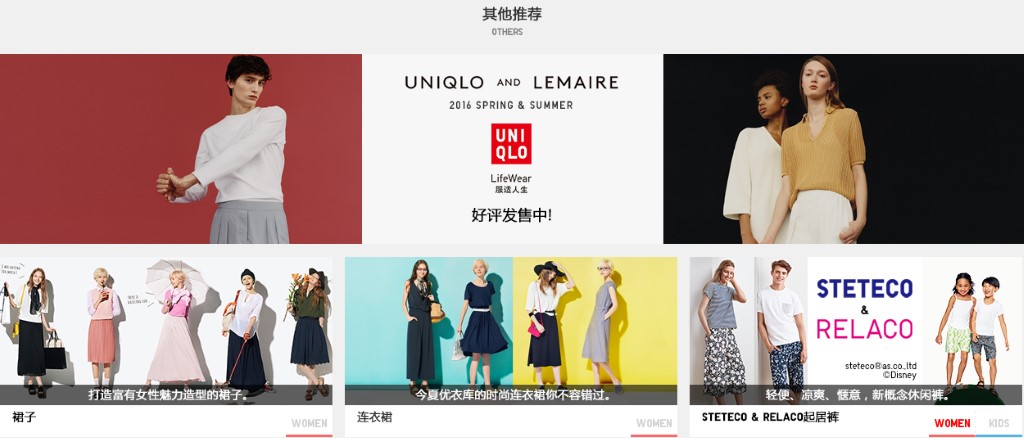 其他推荐
OTHERS
UNIQLO AND LEMAIRE
2016 SPRING & SUMMER
UNI
QLO
LifeWear
服适人生
好评发售中!
打造富有女性魅力造型的裙子。
裙子
WOMEN
今夏优衣库的时尚连衣裙你不容错过。
连衣裙
WOMEN
STETECO
&
RELACO
steteco®as.co.,ltd
©Disney
轻便、凉爽、惬意，新概念休闲裤。
STETECO & RELACO起居裤
WOMEN
KIDS